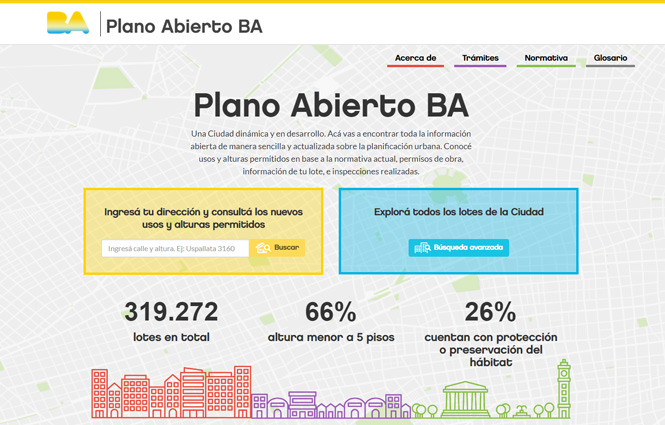 BA Plano Abierto BA
Acerca de Trámites Normativa Glosario
Plano Abierto BA
Una Ciudad dinámica y en desarrollo. Acá vas a encontrar toda la información
abierta de manera sencilla y actualizada sobre la planificación urbana. Conocé
usos y alturas permitidos en base a la normativa actual, permisos de obra,
información de tu lote, e inspecciones realizadas.
Ingresá tu dirección y consultá los nuevos
usos y alturas permitidos
Ingresá calle y altura. Ej: Uspallata 3160 Buscar
Explorá todos los lotes de la Ciudad
Búsqueda avanzada
319.272
lotes en total
66%
altura menor a 5 pisos
26%
cuentan con protección
o preservación del
hábitat